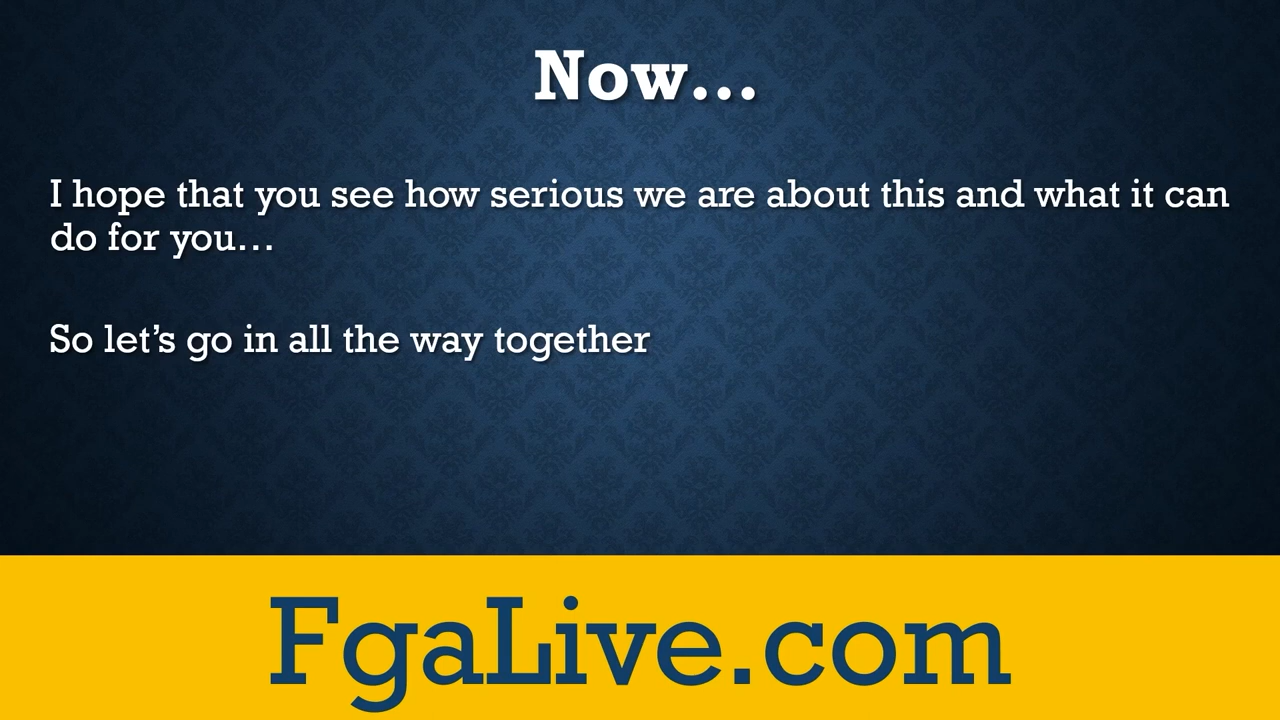 Now...
I hope that you see how serious we are about this and what it can
do for you...
So let’s go in all the way together
FgaLive.com